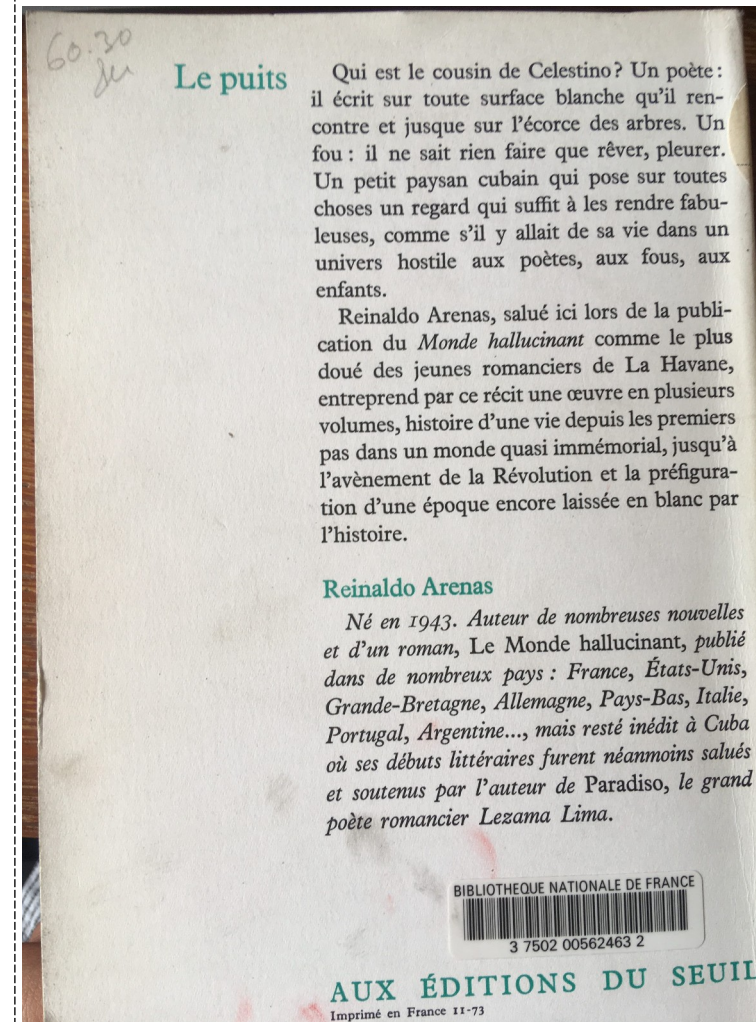 60.30
Le puits
Qui est le cousin de Celestino? Un poète :
il écrit sur toute surface blanche qu'il ren-
contre et jusque sur l'écorce des arbres. Un
fou : il ne sait rien faire que rêver, pleurer.
Un petit paysan cubain qui pose sur toutes
choses un regard qui suffit à les rendre fabu-
leuses, comme s'il y allait de sa vie dans un
univers hostile aux poètes, aux fous, aux
enfants.
Reinaldo Arenas, salué ici lors de la publi-
cation du Monde hallucinant comme le plus
doué des jeunes romanciers de La Havane,
entreprend par ce récit une œuvre en plusieurs
volumes, histoire d'une vie depuis les premiers
pas dans un monde quasi immémorial, jusqu'à
l'avènement de la Révolution et la préfigura-
tion d'une époque encore laissée en blanc par
l'histoire.
Reinaldo Arenas
Né en 1943. Auteur de nombreuses nouvelles
et d'un roman, Le Monde hallucinant, publié
dans de nombreux pays : France, États-Unis,
Grande-Bretagne, Allemagne, Pays-Bas, Italie,
Portugal, Argentine..., mais resté inédit à Cuba
où ses débuts littéraires furent néanmoins salués
et soutenus par l'auteur de Paradiso, le grand
poète romancier Lezama Lima.
BIBLIOTHEQUE NATIONALE DE FRANCE
3 7502 00562463 2
AUX ÉDITIONS DU SEUIL
Imprimé en France 11-73